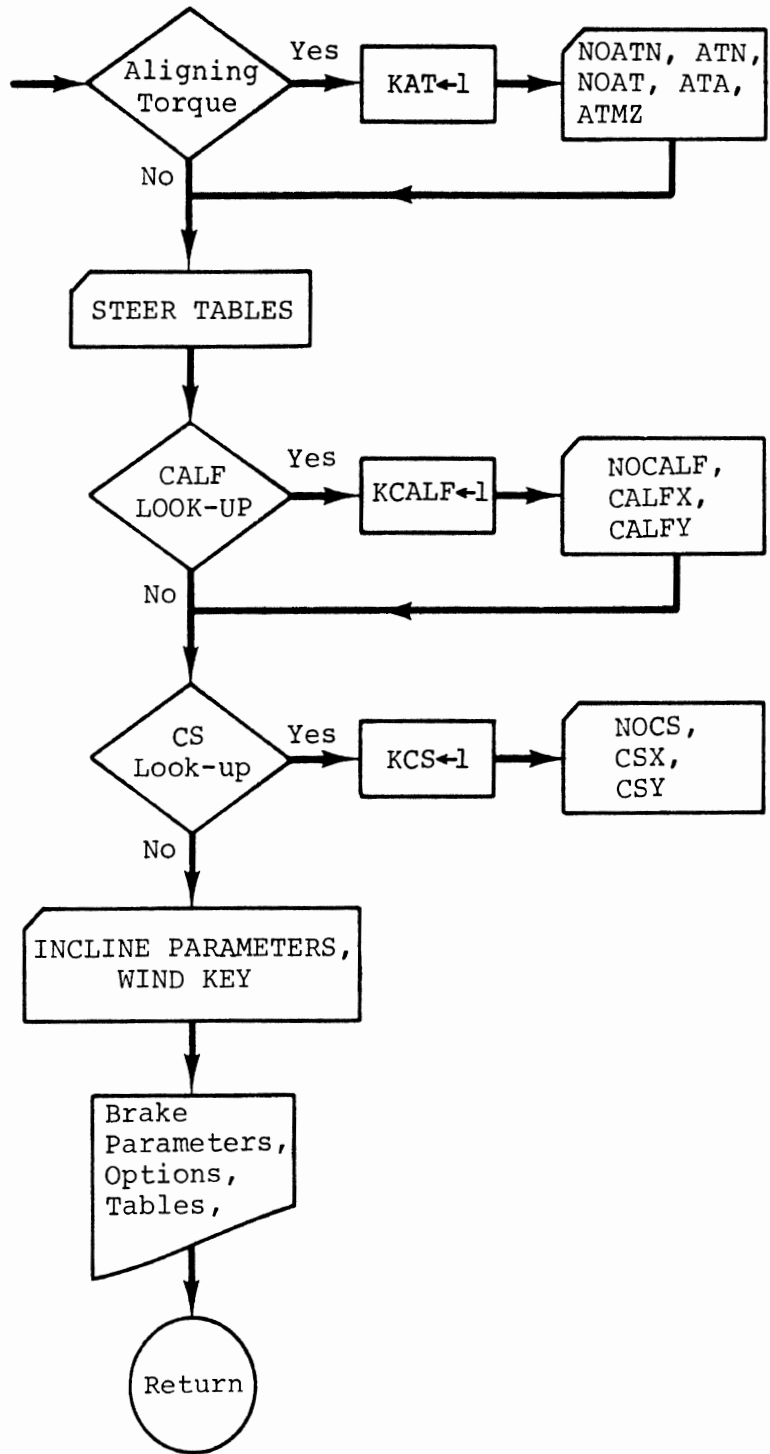 Aligning
Torque
Yes
KAT←1
NOATN, ATN,
NOAT, ATA,
ATMZ
No
STEER TABLES
CALF
LOOK-UP
Yes
KCALF←1
NOCALF,
CALFX,
CALFY
No
CS
Look-up
Yes
KCS←1
NOCS,
CSX,
CSY
No
INCLINE PARAMETERS,
WIND KEY
Brake
Parameters,
Options,
Tables,
Return